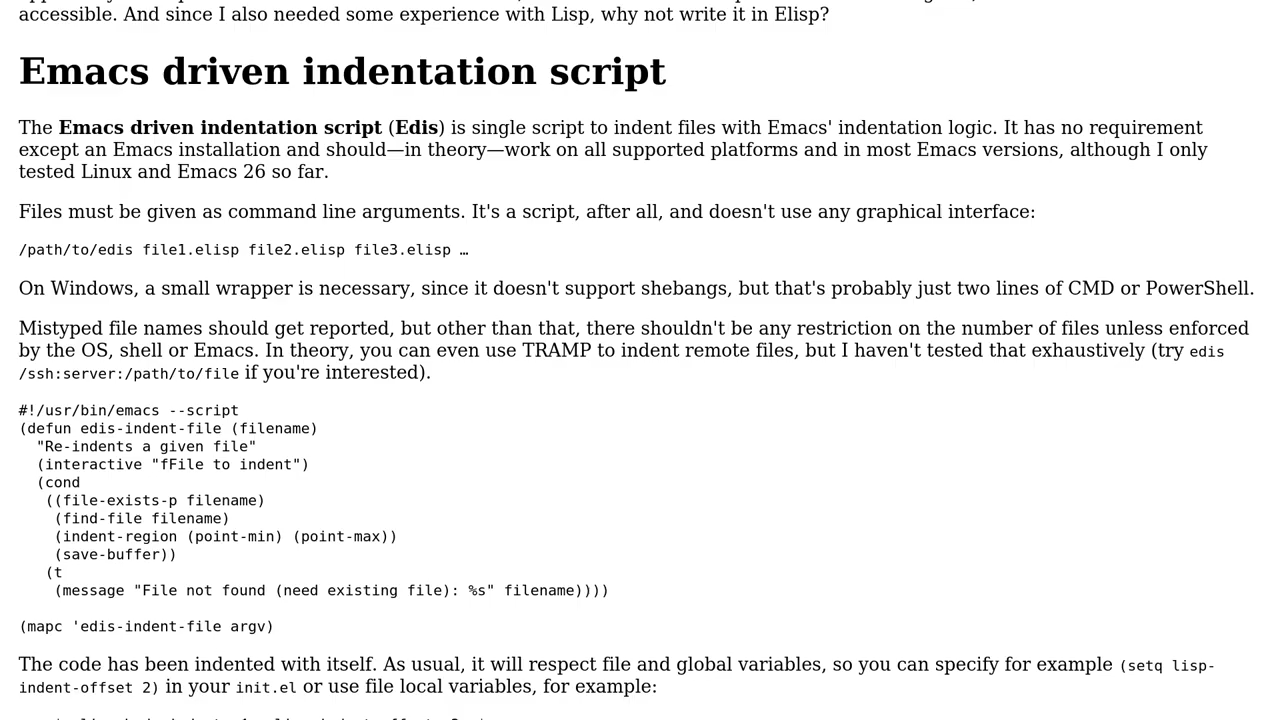 accessible. And since I also needed some experience with Lisp, why not write it in Elisp?
Emacs driven indentation script
The Emacs driven indentation script (Edis) is single script to indent files with Emacs' indentation logic. It has no requirement
except an Emacs installation and should—in theory—work on all supported platforms and in most Emacs versions, although I only
tested Linux and Emacs 26 so far.
Files must be given as command line arguments. It's a script, after all, and doesn't use any graphical interface:
/path/to/edis file1.elisp file2.elisp file3.elisp …
On Windows, a small wrapper is necessary, since it doesn't support shebangs, but that's probably just two lines of CMD or PowerShell.
Mistyped file names should get reported, but other than that, there shouldn't be any restriction on the number of files unless enforced
by the OS, shell or Emacs. In theory, you can even use TRAMP to indent remote files, but I haven't tested that exhaustively (try edis
/ssh:server:/path/to/file if you're interested).
#!/usr/bin/emacs --script
(defun edis-indent-file (filename)
  "Re-indents a given file"
  (interactive "fFile to indent")
  (cond
   ((file-exists-p filename)
    (find-file filename)
    (indent-region (point-min) (point-max))
    (save-buffer))
   (t
    (message "File not found (need existing file): %s" filename))))
(mapc 'edis-indent-file argv)
The code has been indented with itself. As usual, it will respect file and global variables, so you can specify for example (setq lisp-
indent-offset 2) in your init.el or use file local variables, for example: